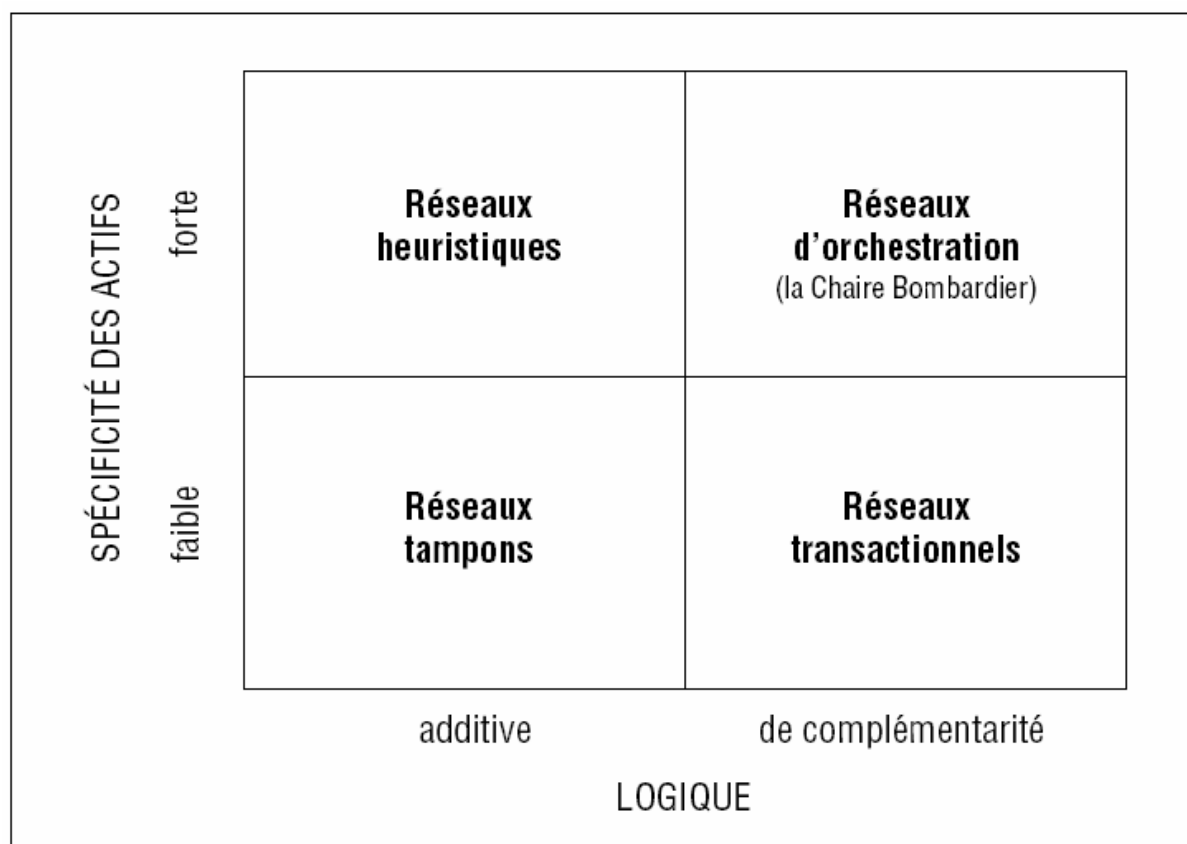 SPÉCIFICITÉ DES ACTIFS
forte
Réseaux
heuristiques
Réseaux
d'orchestration
(la Chaire Bombardier)
faible
Réseaux
tampons
Réseaux
transactionnels
additive
de complémentarité
LOGIQUE